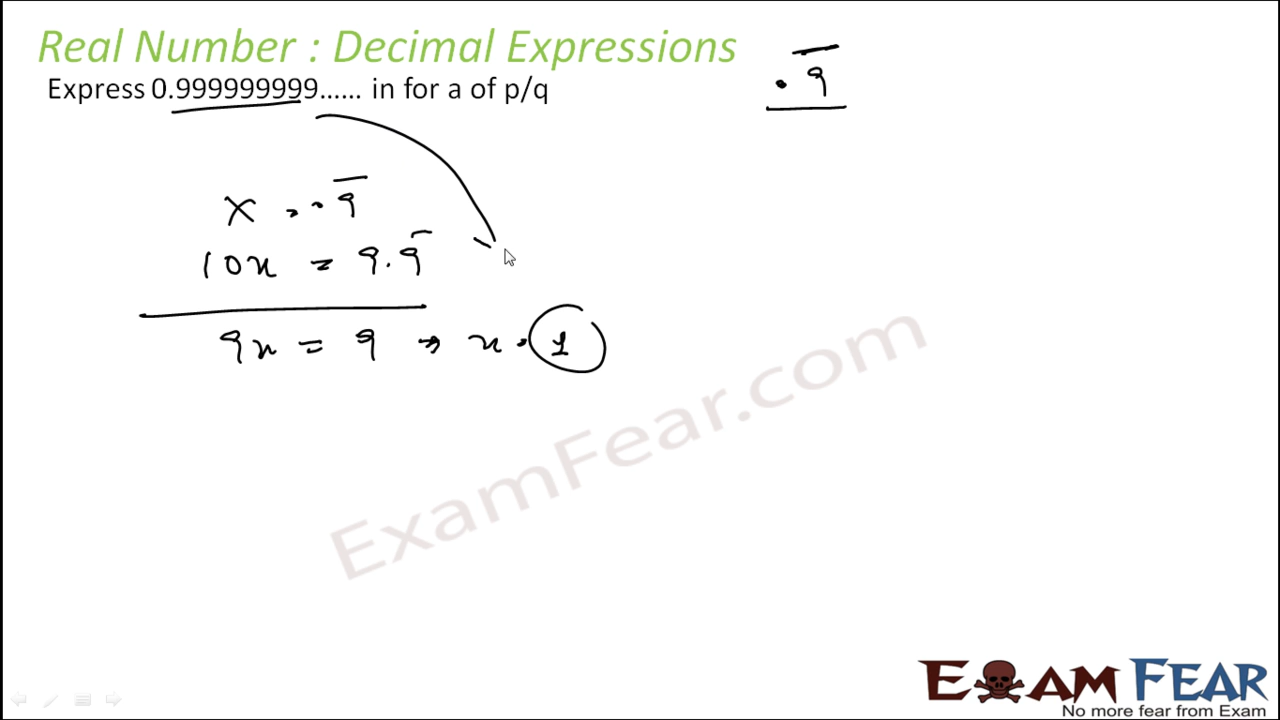 Real Number : Decimal Expressions
Express 0.999999999...... in for a of p/q
. 9̅
x = . 9̅
10x = 9.9̅
9x = 9 → x = 1
ExamFear.com
EXAM FEAR
No more fear from Exam